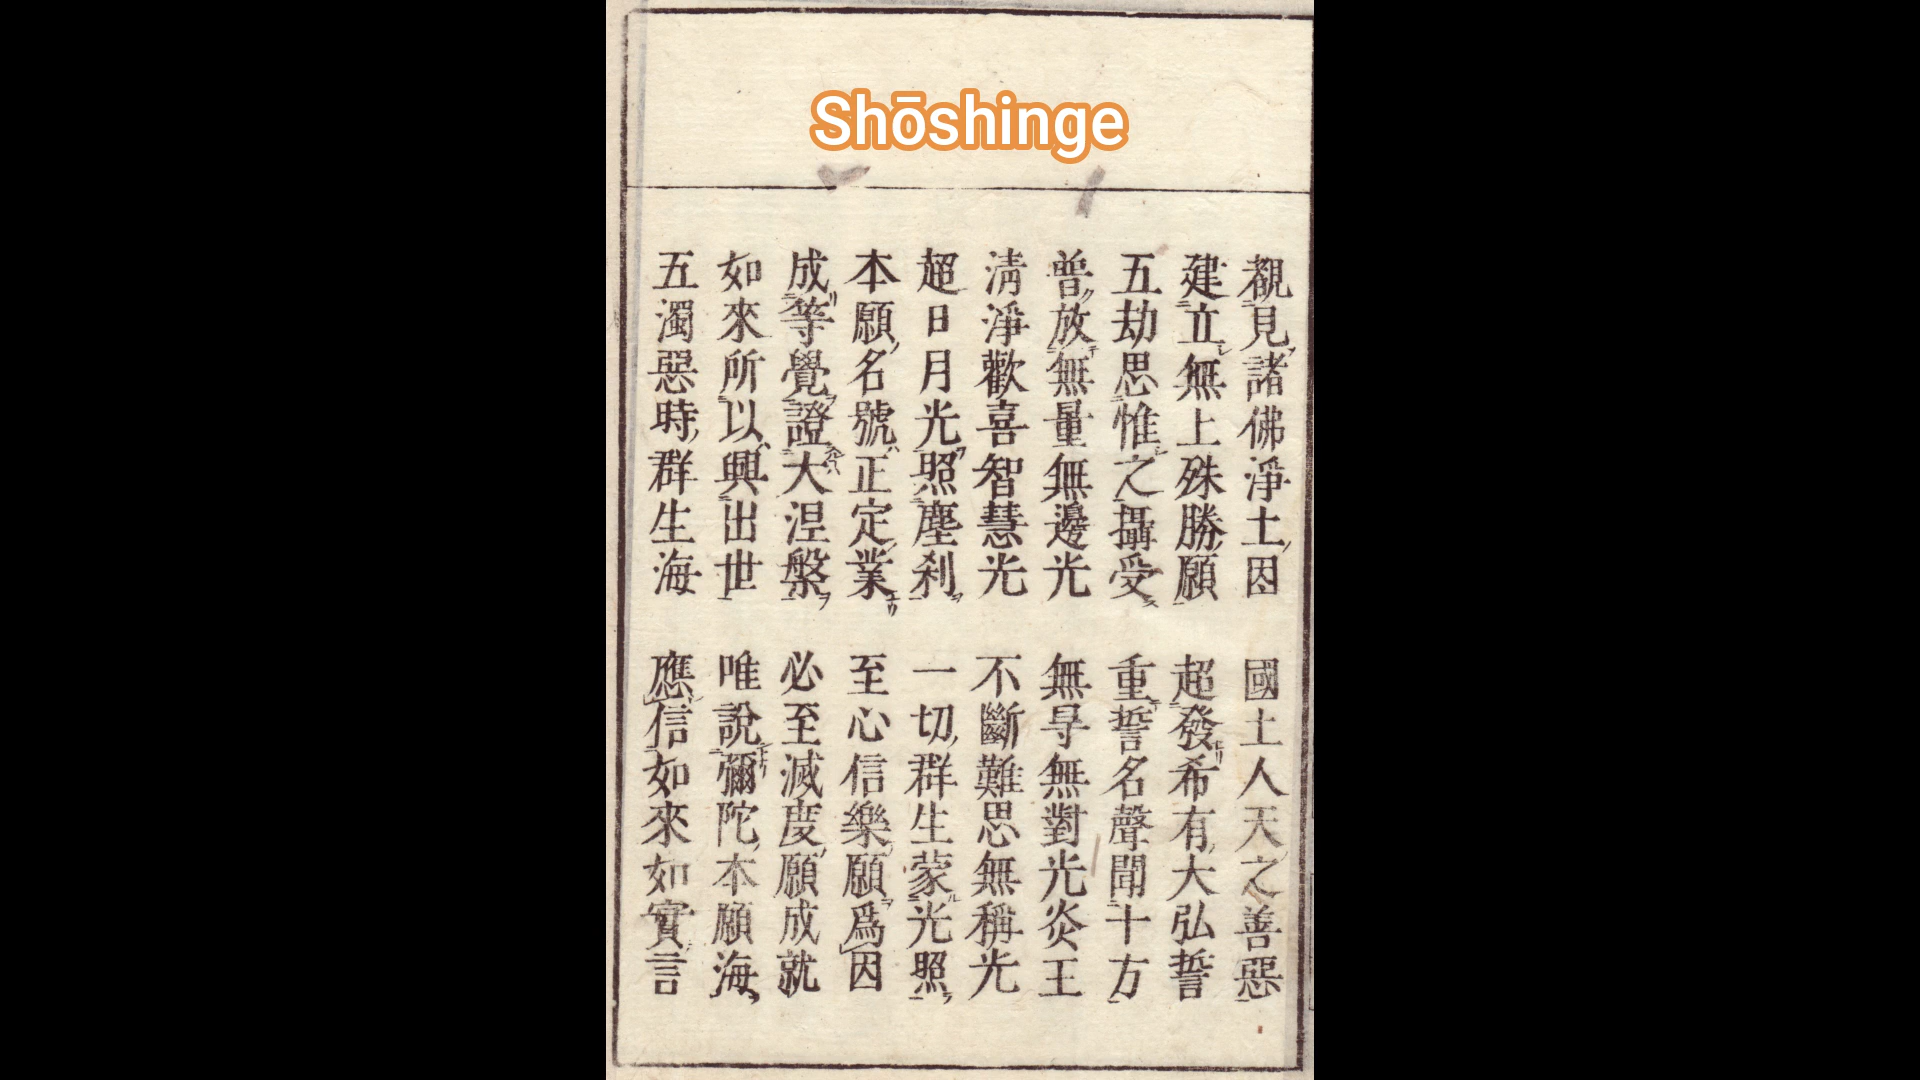 Shōshinge
覩見諸佛淨土因 國土人天之善惡
建立無上殊勝願 超發希有大弘誓
五劫思惟之攝受 重誓名聲聞十方
普放無量無邊光 無㝵無對光炎王
淸淨歡喜智慧光 不斷難思無稱光
超日月光照塵刹 一切群生蒙光照
本願名號正定業 至心信樂願爲因
成等覺證大涅槃 必至滅度願成就
如來所以興出世 唯說彌陀本願海
五濁惡時群生海 應信如來如實言